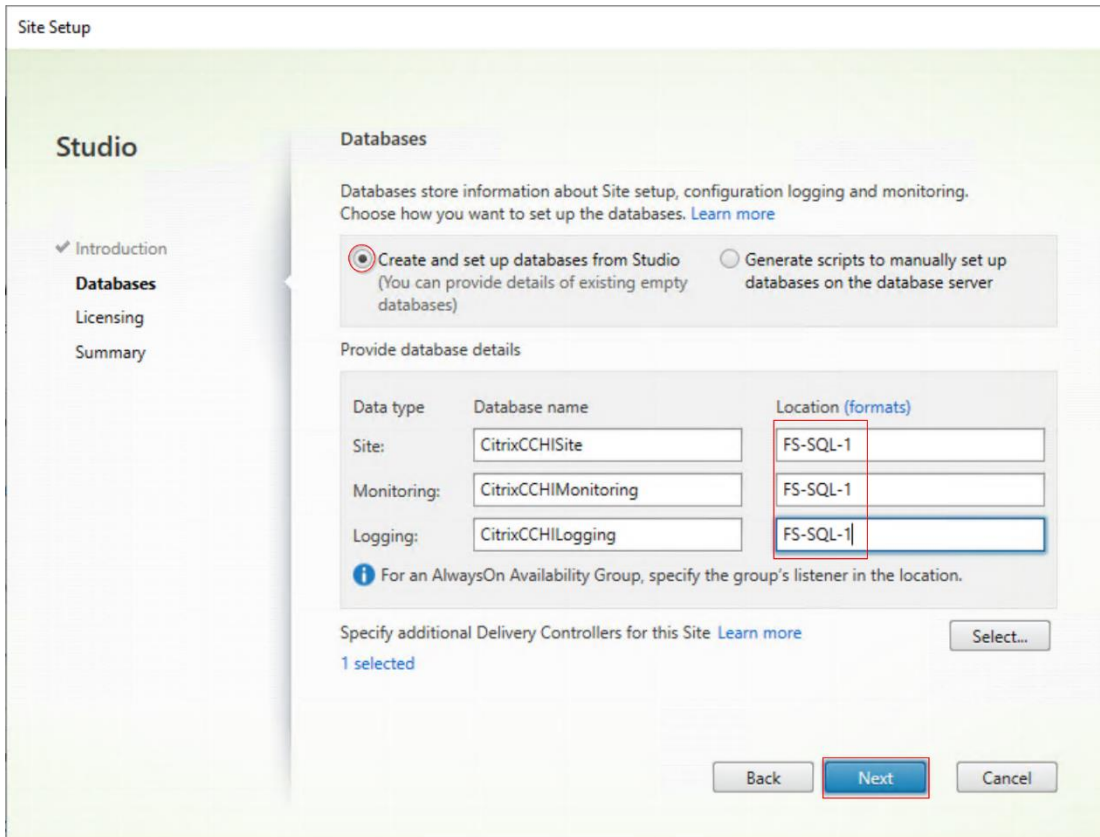 Site Setup
Studio
Introduction
Databases
Licensing
Summary
Databases
Databases store information about Site setup, configuration logging and monitoring.
Choose how you want to set up the databases. Learn more
Create and set up databases from Studio
(You can provide details of existing empty
databases)
Generate scripts to manually set up
databases on the database server
Provide database details
Data type Database name Location (formats)
Site: CitrixCCHISite FS-SQL-1
Monitoring: CitrixCCHIMonitoring FS-SQL-1
Logging: CitrixCCHILogging FS-SQL-1
For an AlwaysOn Availability Group, specify the group's listener in the location.
Specify additional Delivery Controllers for this Site Learn more Select...
1 selected
Back Next Cancel